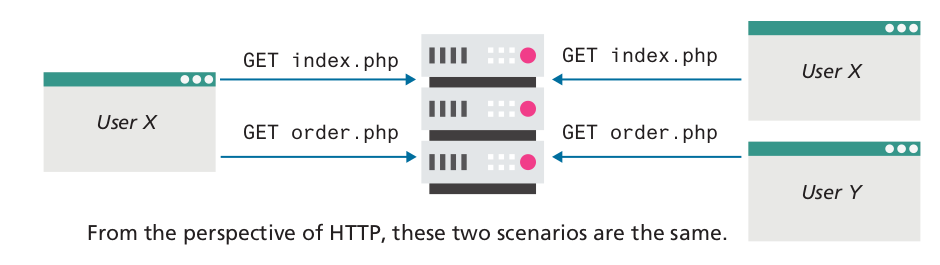 GET index.php
User X
GET order.php
GET index.php
User X
GET order.php
User Y
From the perspective of HTTP, these two scenarios are the same.